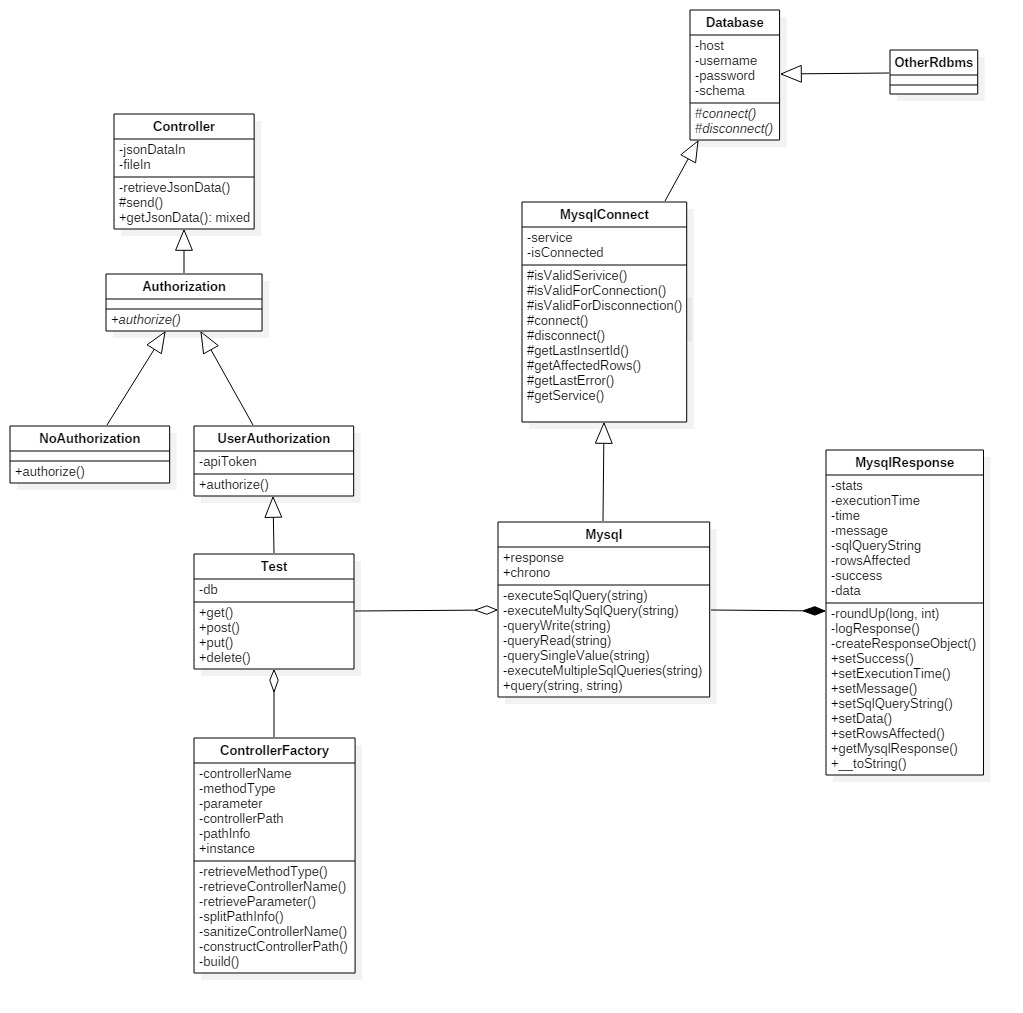 Database
-host
-username
-password
-schema
#connect()
#disconnect()
OtherRdbms
Controller
-jsonDataIn
-fileIn
-retrieveJsonData()
#send()
+getJsonData(): mixed
MysqlConnect
-service
-isConnected
#isValidSerivice()
#isValidForConnection()
#isValidForDisconnection()
#connect()
#disconnect()
#getLastInsertId()
#getAffectedRows()
#getLastError()
#getService()
Authorization
+authorize()
NoAuthorization
+authorize()
UserAuthorization
-apiToken
+authorize()
MysqlResponse
-stats
-executionTime
-time
-message
-sqlQueryString
-rowsAffected
-success
-data
-roundUp(long, int)
-logResponse()
-createResponseObject()
+setSuccess()
+setExecutionTime()
+setMessage()
+setSqlQueryString()
+setData()
+setRowsAffected()
+getMysqlResponse()
+__toString()
Mysql
+response
+chrono
-executeSqlQuery(string)
-executeMultySqlQuery(string)
-queryWrite(string)
-queryRead(string)
-querySingleValue(string)
-executeMultipleSqlQueries(string)
+query(string, string)
Test
-db
+get()
+post()
+put()
+delete()
ControllerFactory
-controllerName
-methodType
-parameter
-controllerPath
-pathInfo
+instance
-retrieveMethodType()
-retrieveControllerName()
-retrieveParameter()
-splitPathInfo()
-sanitizeControllerName()
-constructControllerPath()
-build()